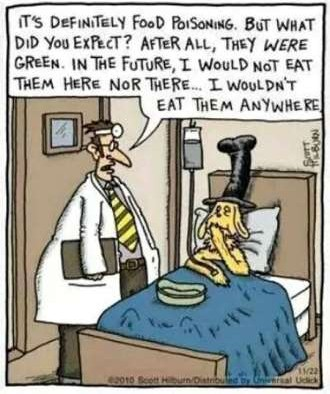 IT'S DEFINITELY FOOD POISONING. BUT WHAT
DID YOU EXPECT? AFTER ALL, THEY WERE
GREEN. IN THE FUTURE, I WOULD NOT EAT
THEM HERE NOR THERE... I WOULDN'T
EAT THEM ANYWHERE.
SCOTT
HILBURN
11/22
©2010 Scott Hilburn/Distributed by Universal Uclick